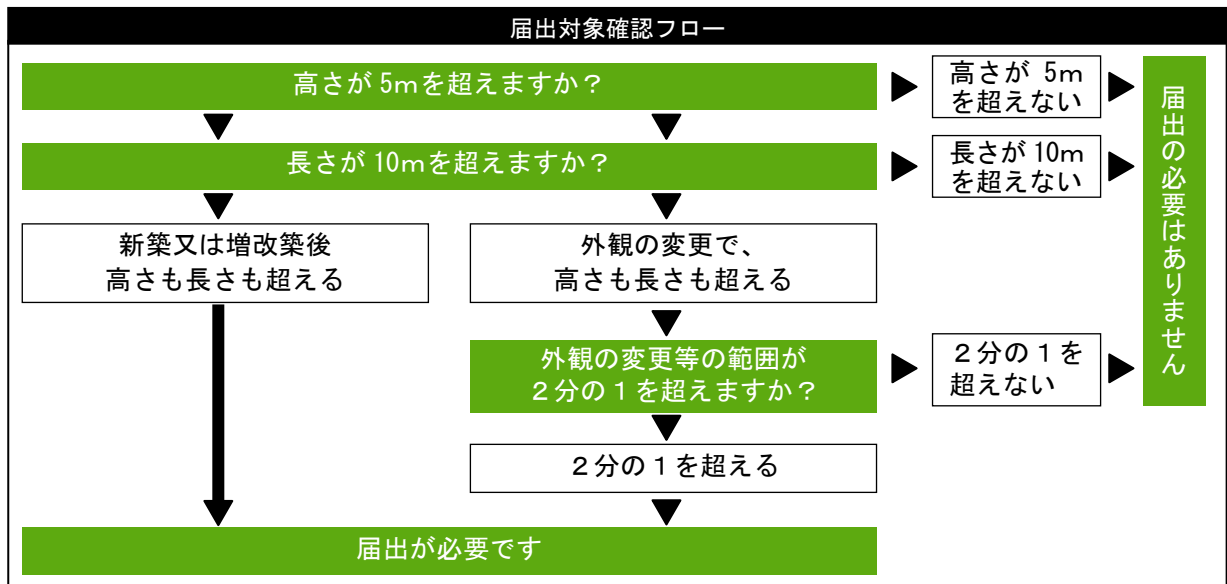 届出対象確認フロー
高さが 5mを超えますか？
高さが 5m
を超えない
長さが 10mを超えますか？
長さが 10m
を超えない
届出の必要はありません
新築又は増改築後
高さも長さも超える
外観の変更で、
高さも長さも超える
外観の変更等の範囲が
２分の１を超えますか？
２分の１を
超えない
２分の１を超える
届出が必要です